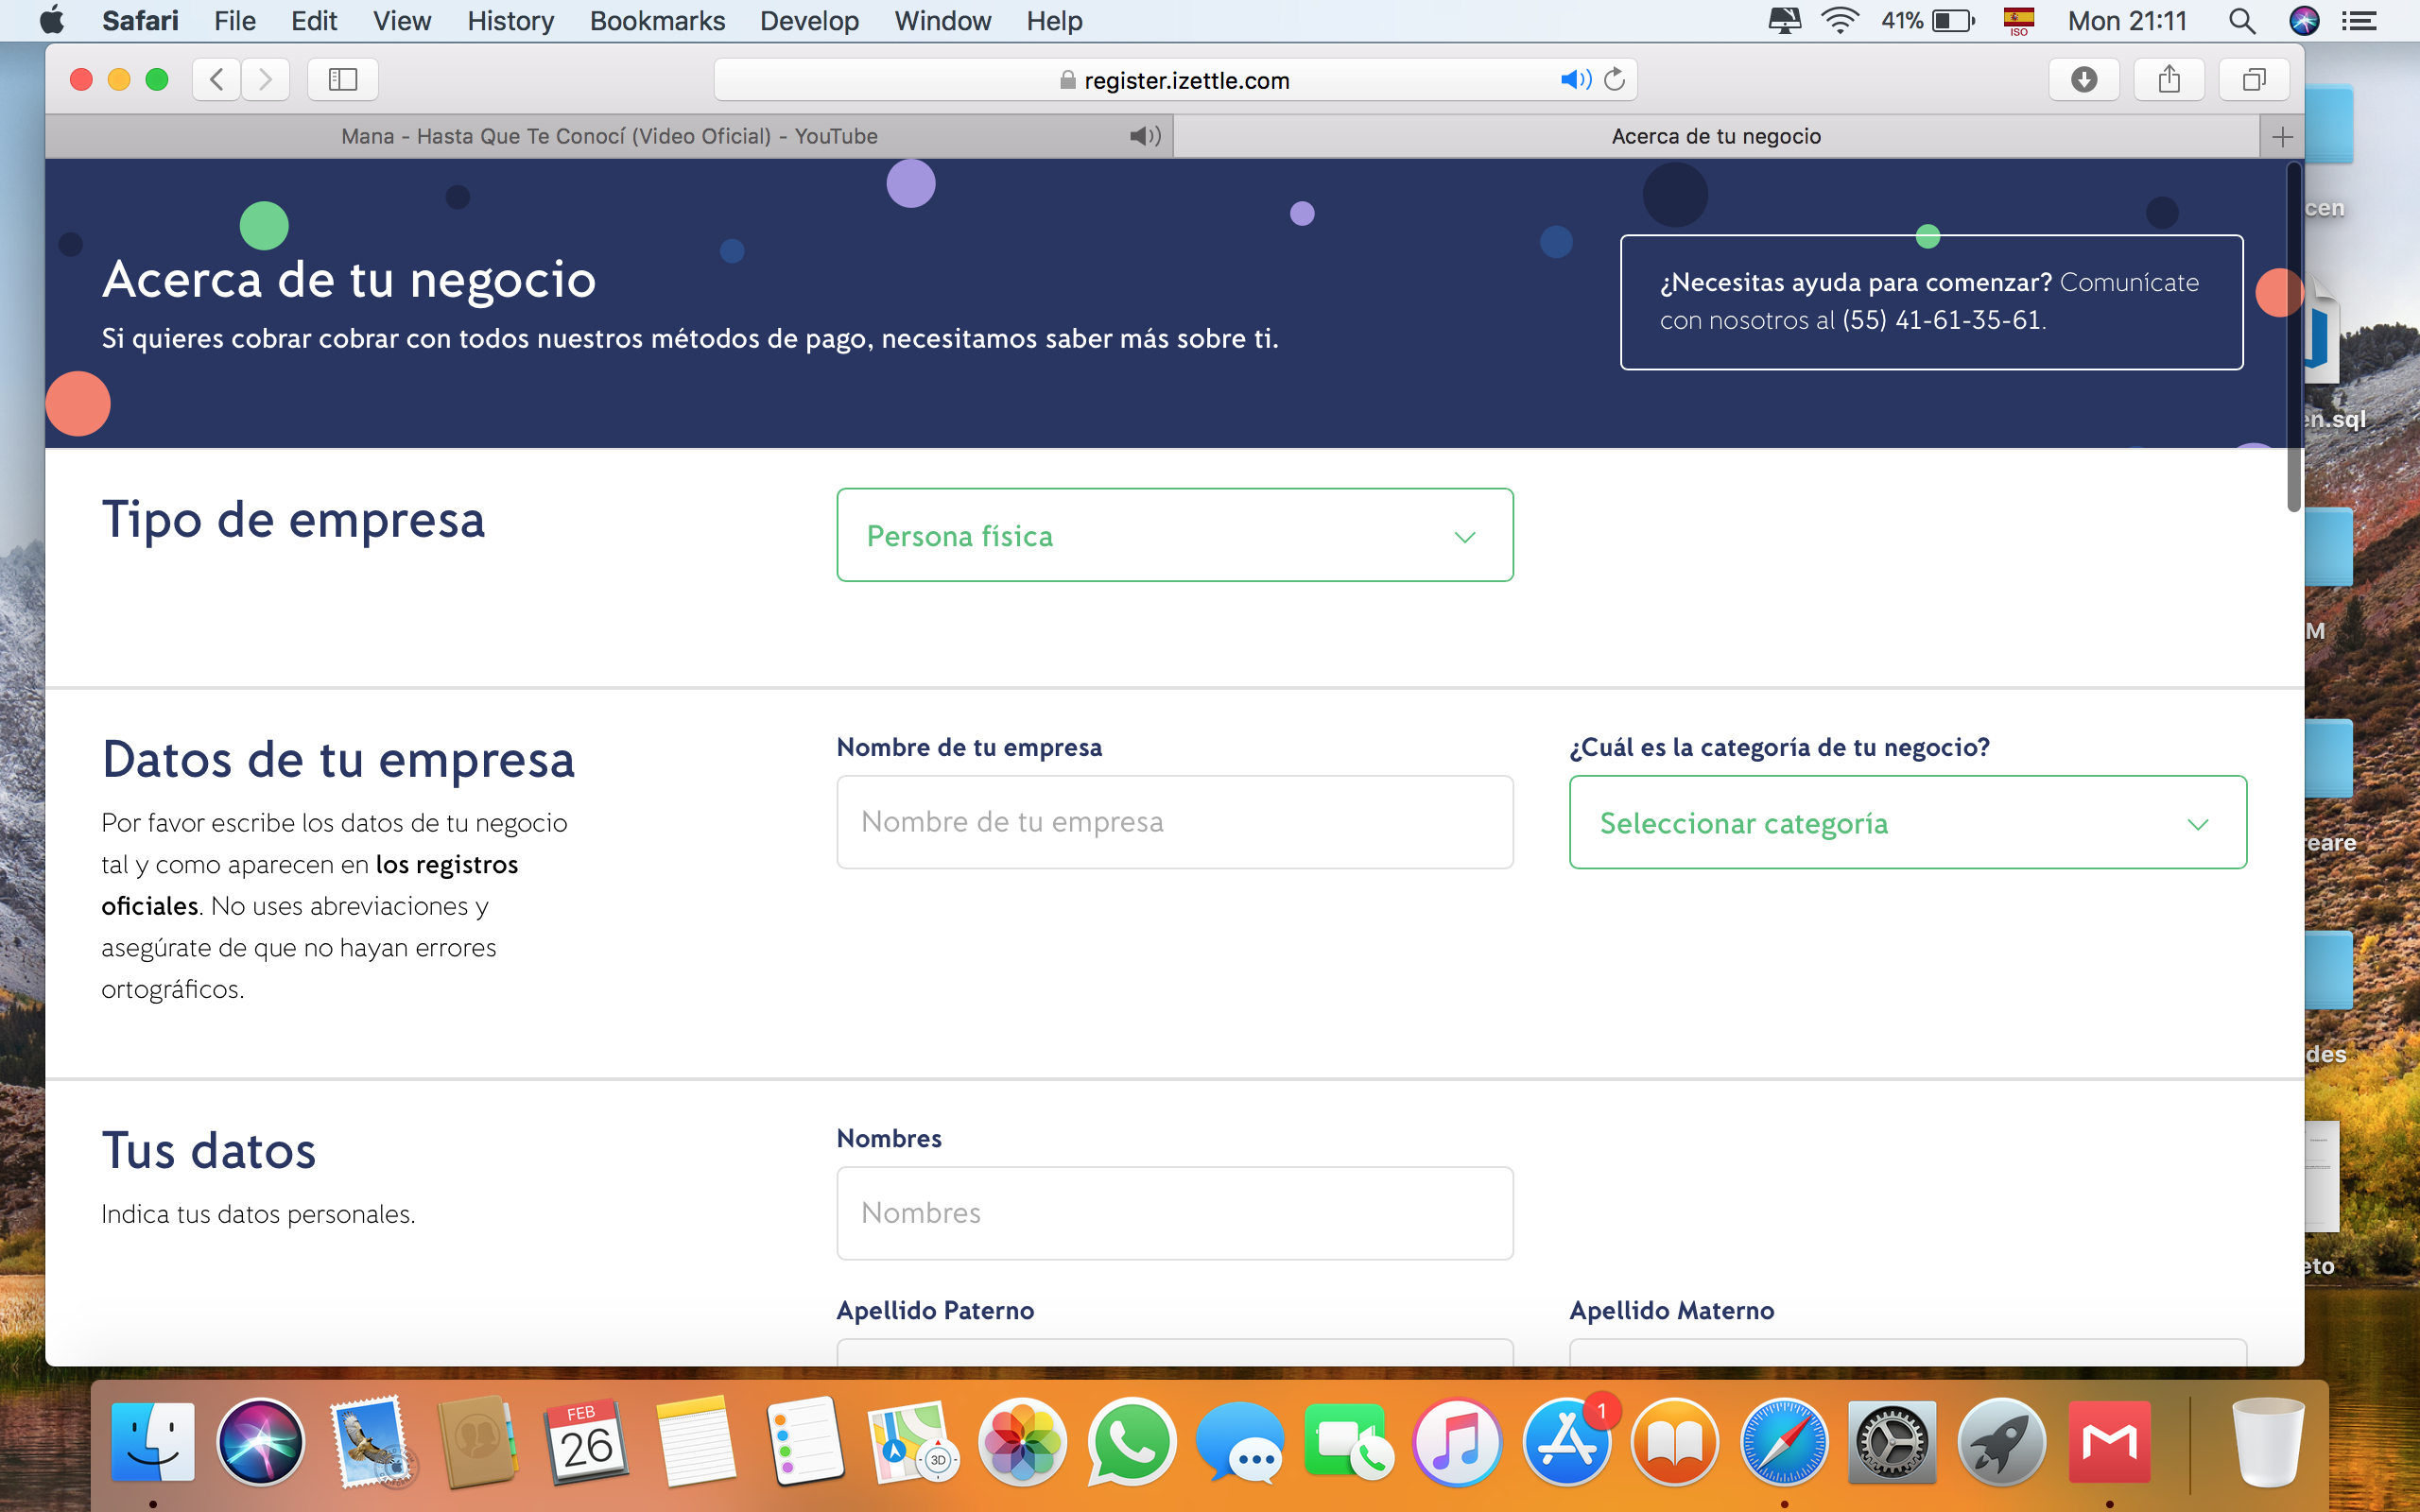 Safari File Edit View History Bookmarks Develop Window Help 41% ISO Mon 21:11
register.izettle.com
Mana - Hasta Que Te Conocí (Video Oficial) - YouTube Acerca de tu negocio
Acerca de tu negocio
Si quieres cobrar cobrar con todos nuestros métodos de pago, necesitamos saber más sobre ti.
¿Necesitas ayuda para comenzar? Comunícate
con nosotros al (55) 41-61-35-61.
Tipo de empresa
Persona física
Datos de tu empresa
Por favor escribe los datos de tu negocio
tal y como aparecen en los registros
oficiales. No uses abreviaciones y
asegúrate de que no hayan errores
ortográficos.
Nombre de tu empresa
Nombre de tu empresa
¿Cuál es la categoría de tu negocio?
Seleccionar categoría
Tus datos
Indica tus datos personales.
Nombres
Nombres
Apellido Paterno
Apellido Materno
cen
en.sql
M
eare
des
eto
FEB
26
3D
1